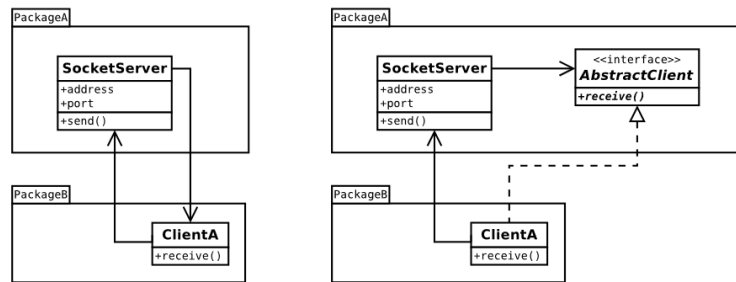 PackageA
SocketServer
+address
+port
+send()
PackageB
ClientA
+receive()
PackageA
SocketServer
+address
+port
+send()
<<interface>>
AbstractClient
+receive()
PackageB
ClientA
+receive()